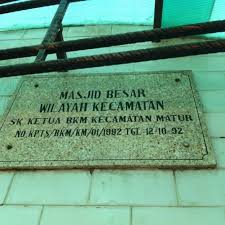 MASJID BESAR
WILAYAH KECAMATAN
SK. KETUA BKM KECAMATAN MATUR
NO. KPTS/BKM/KM/01/1992 TGL. 12-10-92